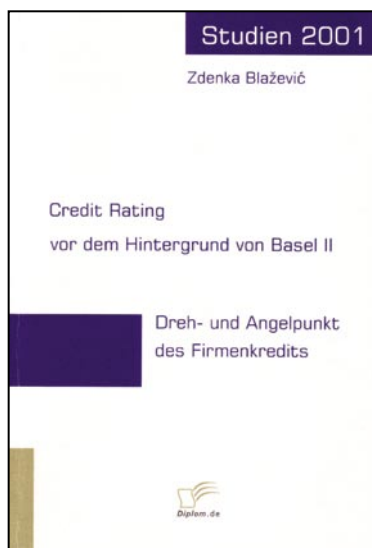 Studien 2001
Zdenka Blažević
Credit Rating
vor dem Hintergrund von Basel II
Dreh- und Angelpunkt
des Firmenkredits
Diplom.de